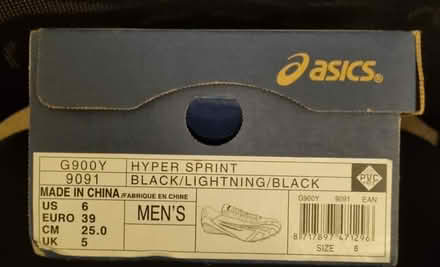 asics®
G900Y HYPER SPRINT
9091 BLACK/LIGHTNING/BLACK
MADE IN CHINA/FABRIQUE EN CHINE
US 6
EURO 39
CM 25.0
UK 5
MEN'S
PVC
G900Y 9091 EAN
8717897471296
SIZE: 6